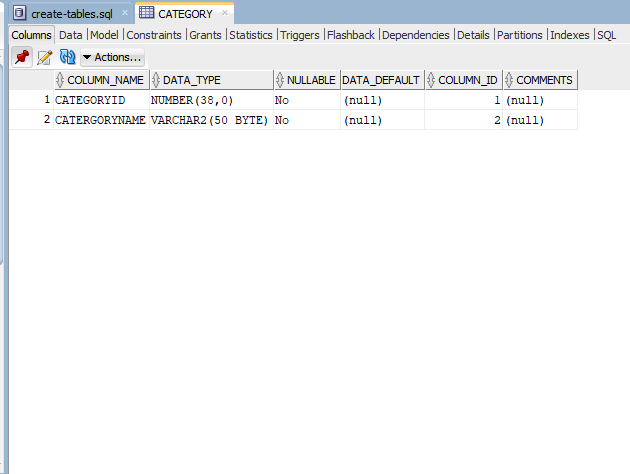 create-tables.sql × CATEGORY ×
Columns Data Model Constraints Grants Statistics Triggers Flashback Dependencies Details Partitions Indexes SQL
Actions...
COLUMN_NAME DATA_TYPE NULLABLE DATA_DEFAULT COLUMN_ID COMMENTS
1 CATEGORYID NUMBER(38,0) No (null) 1 (null)
2 CATERGORYNAME VARCHAR2(50 BYTE) No (null) 2 (null)